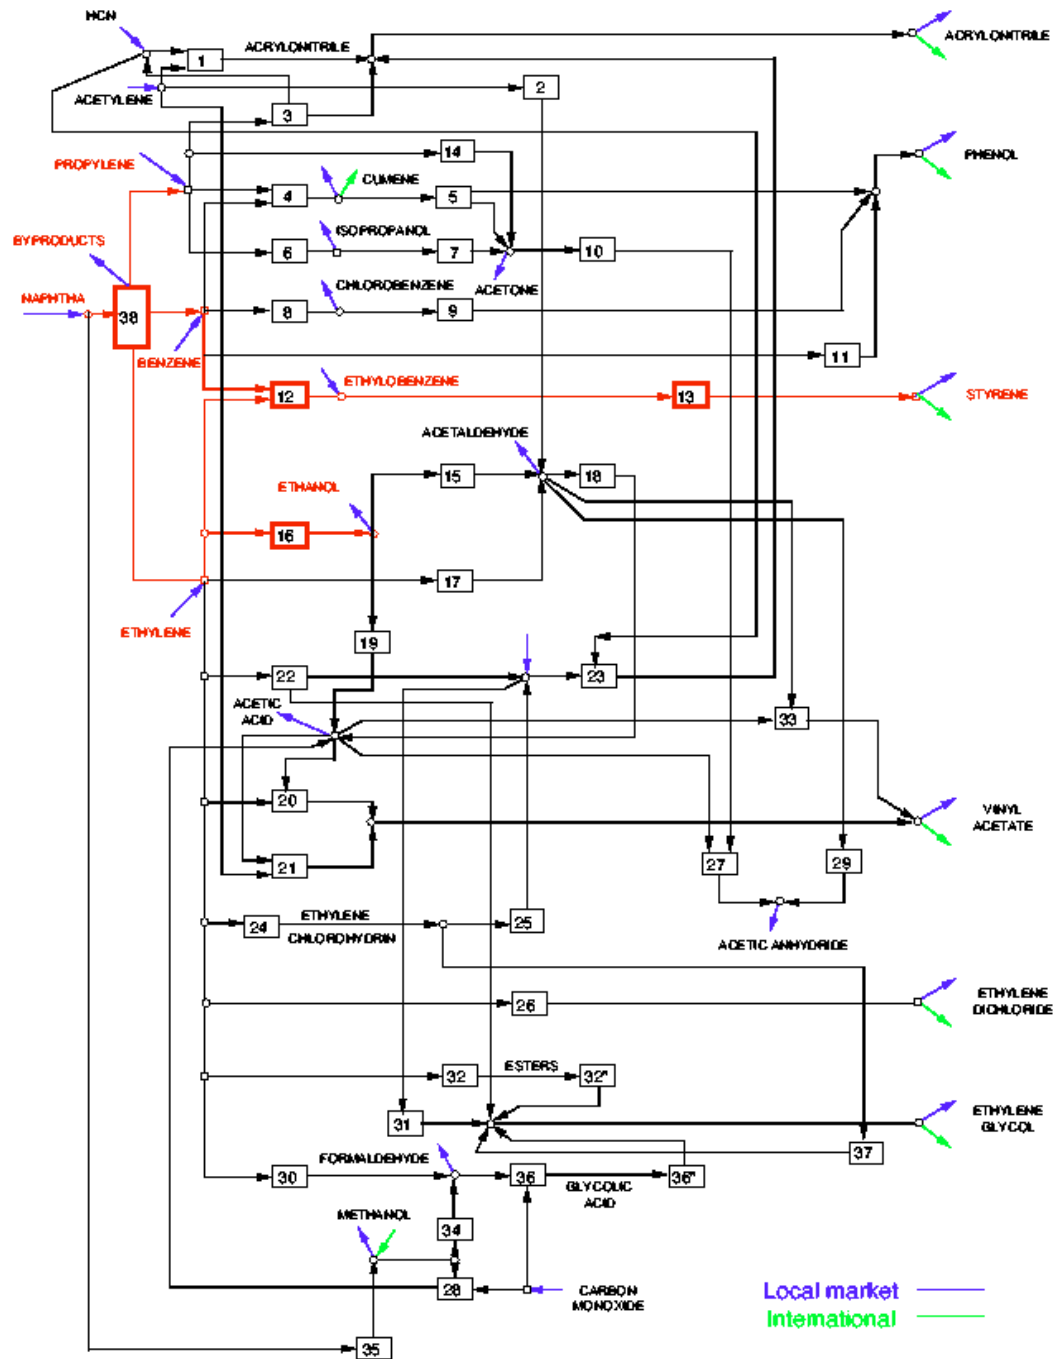 HCN
ACRYLONITRILE
ACRYLONITRILE
1
ACETYLENE
2
3
14
PHENOL
PROPYLENE
CUMENE
4
5
ISOPROPANOL
BYPRODUCTS
6
7
10
ACETONE
CHLOROBENZENE
NAPHTHA
38
8
9
BENZENE
11
ETHYLOBENZENE
12
13
STYRENE
ACETALDEHYDE
15
18
ETHANOL
16
17
ETHYLENE
19
22
23
ACETIC
ACID
33
20
VINYL
ACETATE
21
27
29
24
ETHYLENE
CHLOROHYDRIN
25
ACETIC ANHYDRIDE
26
ETHYLENE
DICHLORIDE
32
ESTERS
32"
31
ETHYLENE
GLYCOL
37
FORMALDEHYDE
30
36
GLYCOLIC
ACID
36"
METHANOL
34
28
CARBON
MONOXIDE
Local market
International
35